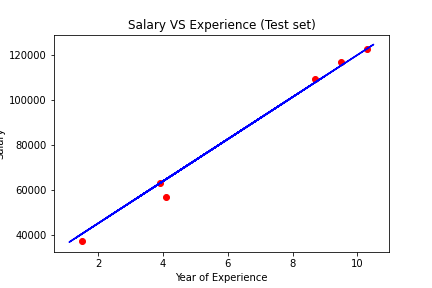 Salary VS Experience (Test set)
120000
100000
80000
60000
40000
Salary
2 4 6 8 10
Year of Experience